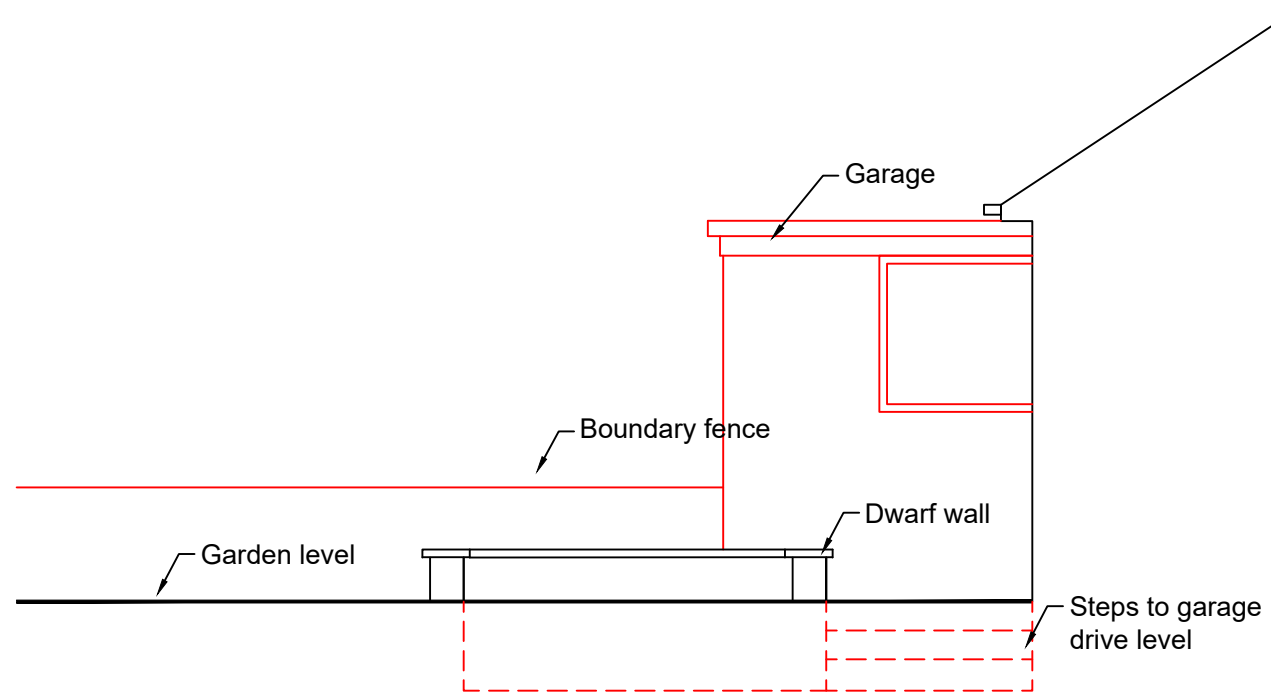 Garage
Boundary fence
Dwarf wall
Garden level
Steps to garage
drive level